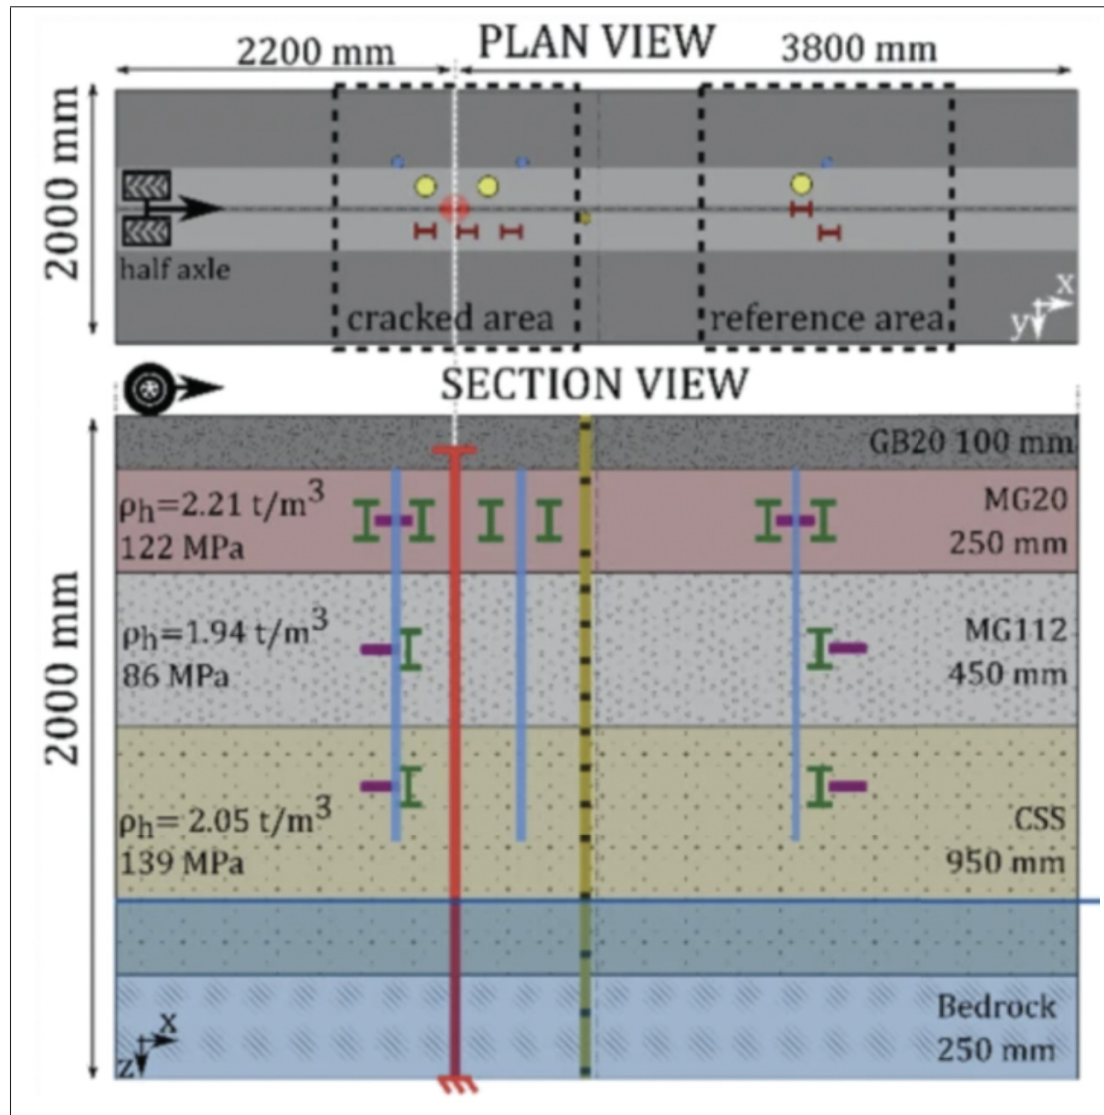 PLAN VIEW
2200 mm
3800 mm
2000 mm
half axle
cracked area
reference area
x
y
SECTION VIEW
2000 mm
GB20 100 mm
ρh=2.21 t/m³
122 MPa
MG20
250 mm
ρh=1.94 t/m³
86 MPa
MG112
450 mm
ρh= 2.05 t/m³
139 MPa
CSS
950 mm
Bedrock
250 mm
x
z